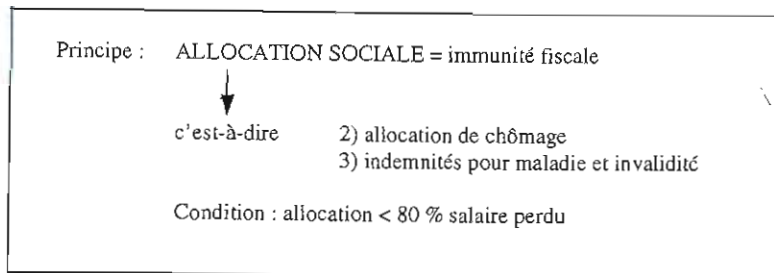 Principe : ALLOCATION SOCIALE = immunité fiscale
c'est-à-dire 2) allocation de chômage
3) indemnités pour maladie et invalidité
Condition : allocation < 80 % salaire perdu